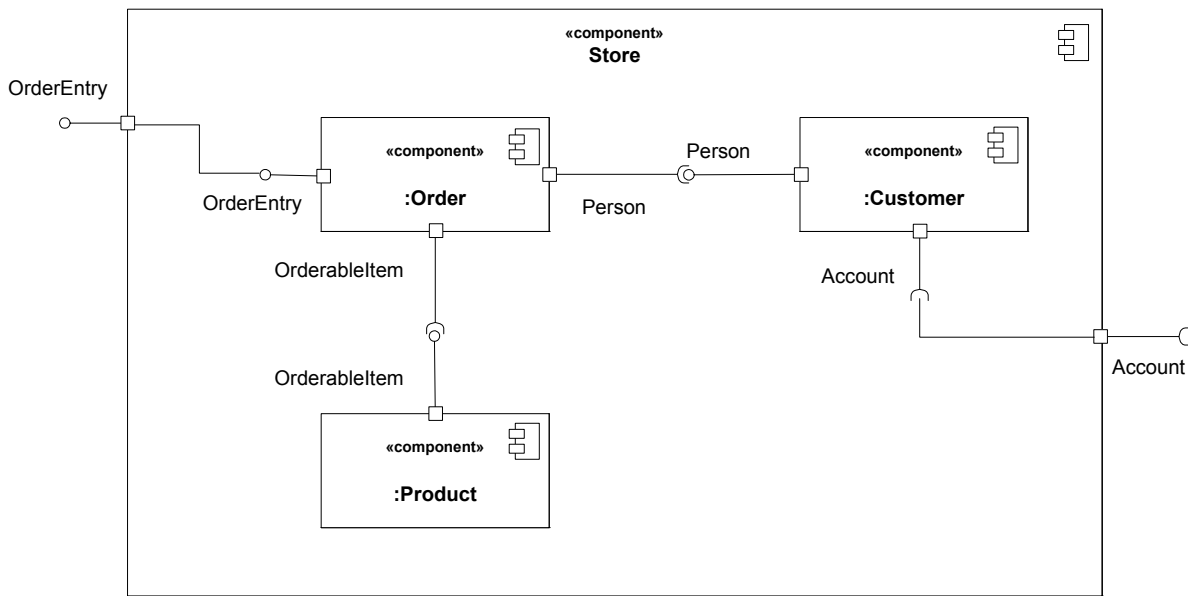 «component»
Store
OrderEntry
«component»
:Order
Person
«component»
:Customer
OrderEntry
Person
OrderableItem
Account
Account
OrderableItem
«component»
:Product